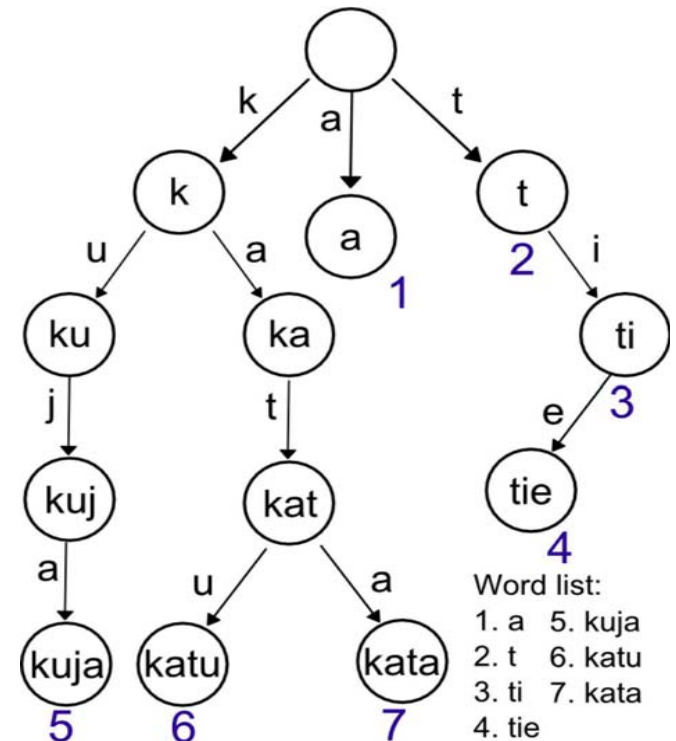 k
a
t
k
t
a
2
i
1
u
a
ku
ka
ti
3
j
t
e
kuj
kat
tie
4
a
u
a
Word list:
1. a 5. kuja
2. t 6. katu
3. ti 7. kata
4. tie
kuja
katu
kata
5
6
7